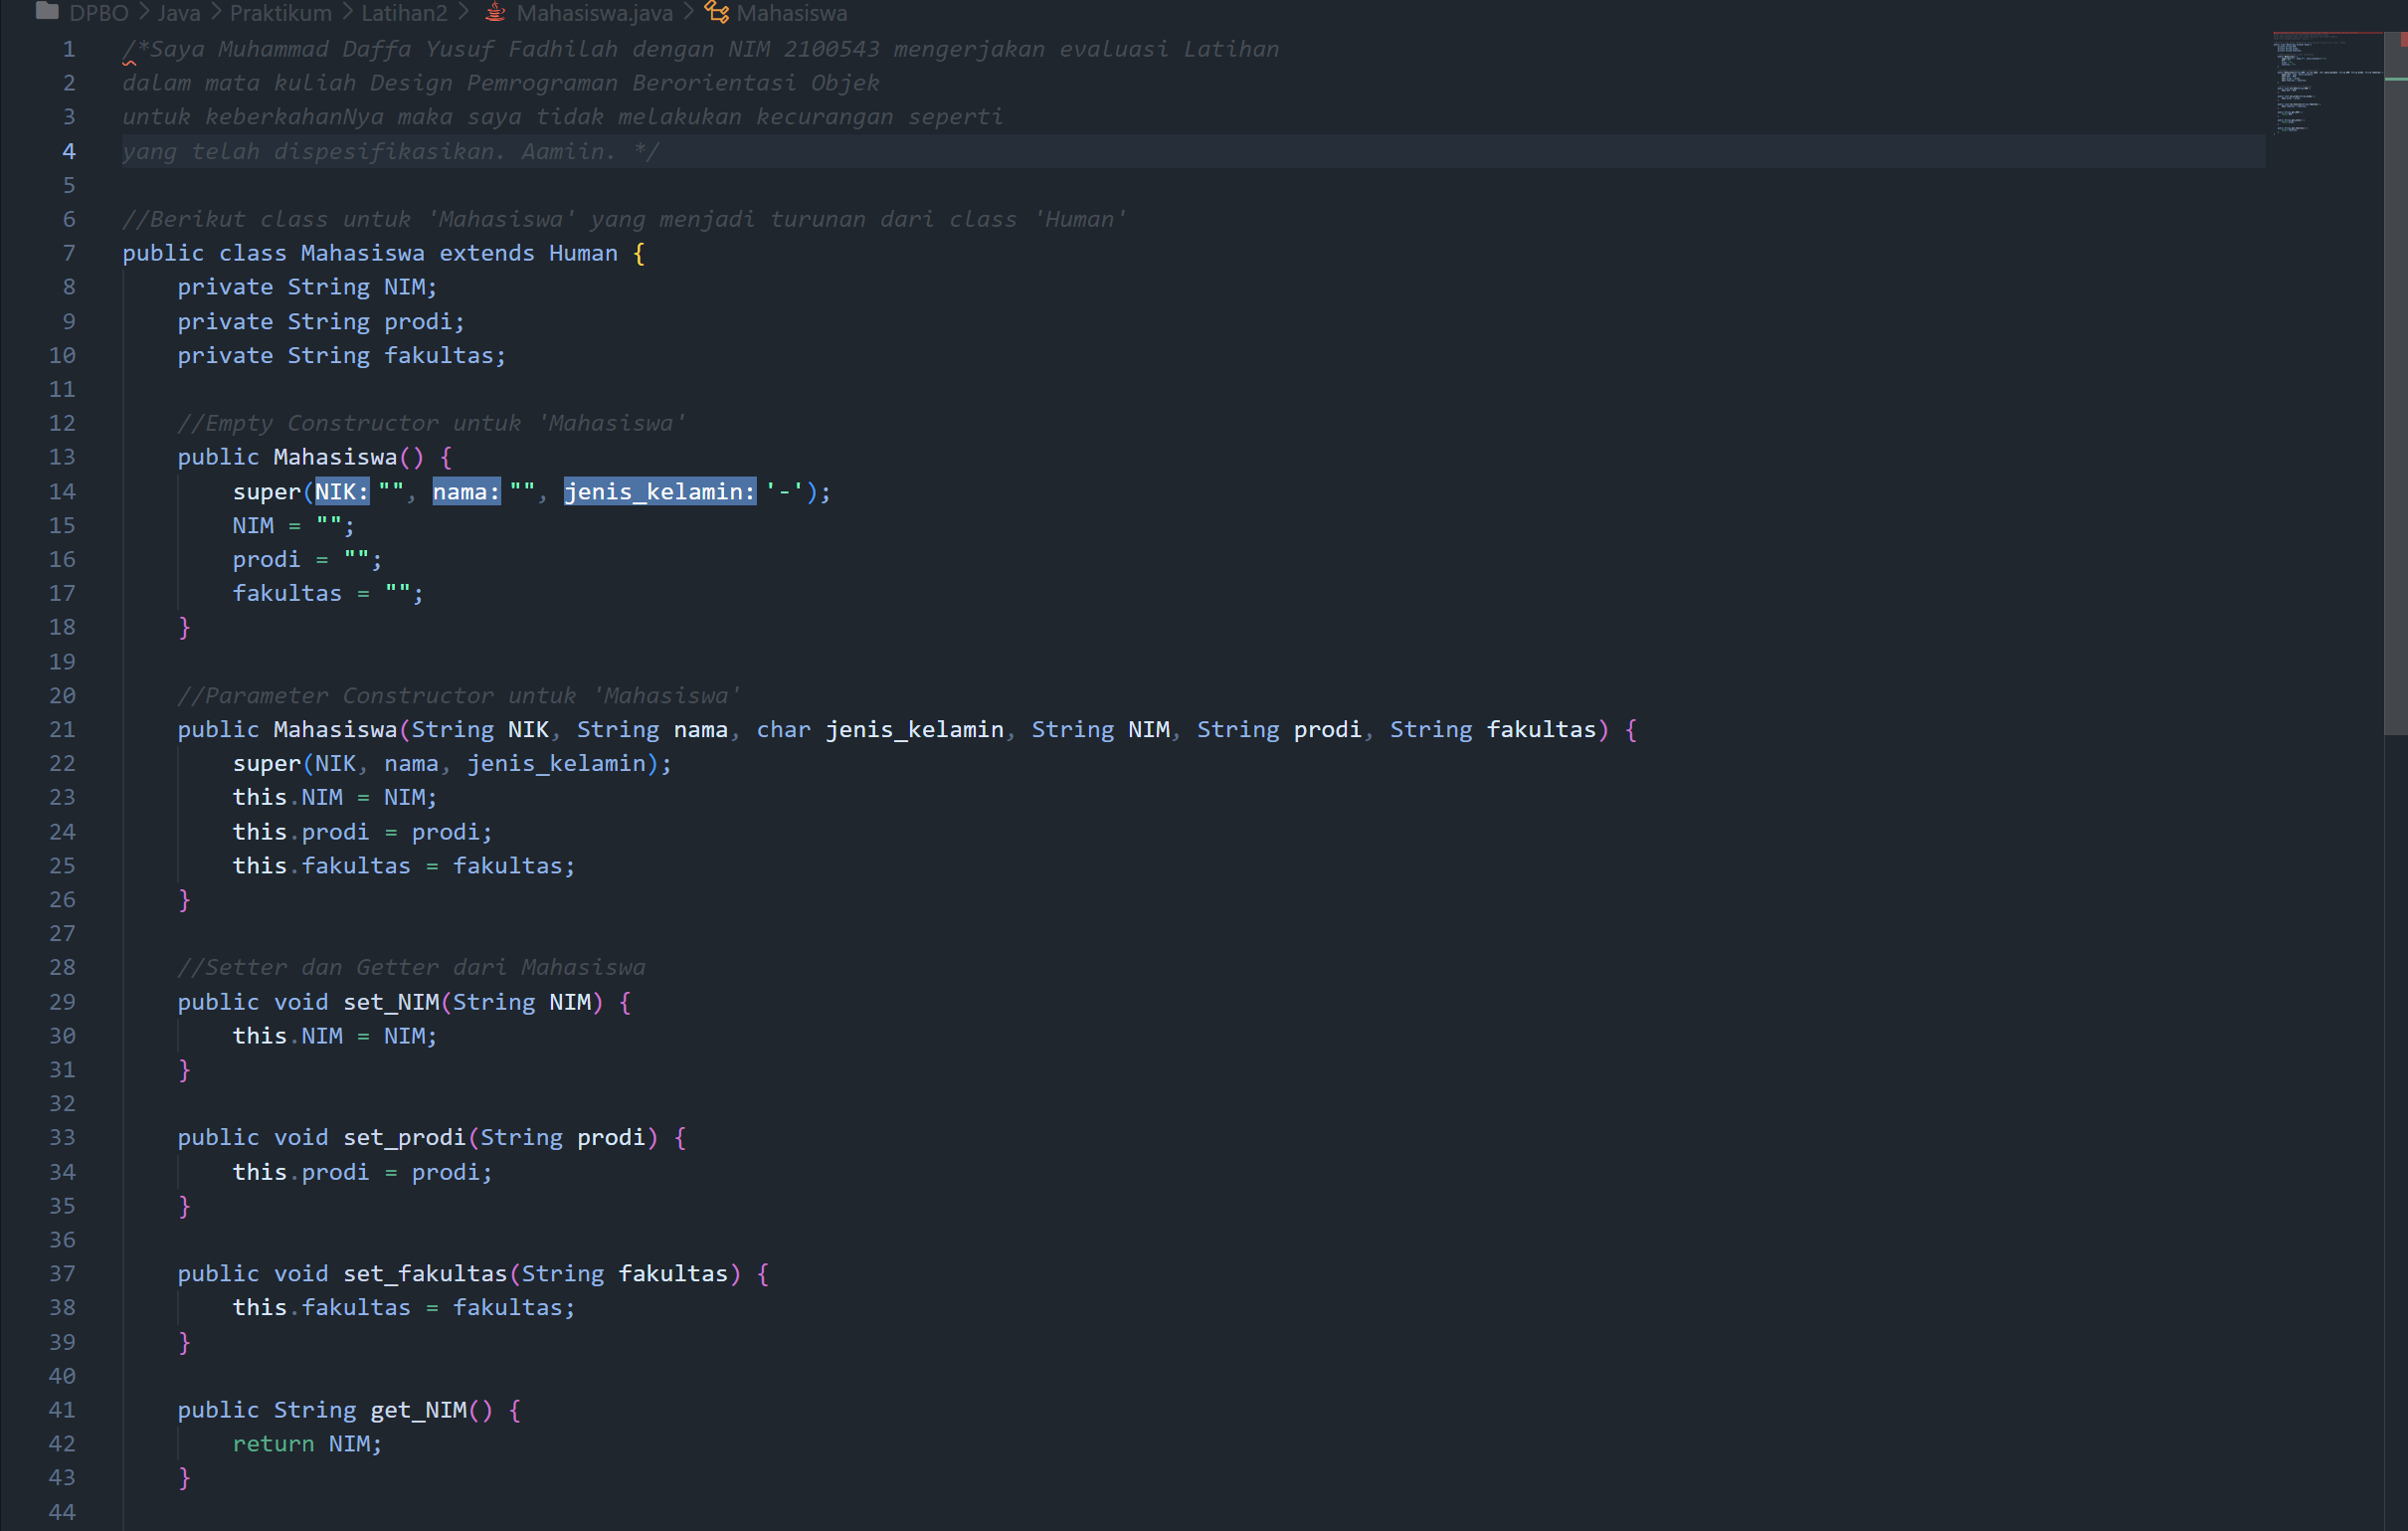 DPBO > Java > Praktikum > Latihan2 > Mahasiswa.java > Mahasiswa
1 /*Saya Muhammad Daffa Yusuf Fadhilah dengan NIM 2100543 mengerjakan evaluasi Latihan
2 dalam mata kuliah Design Pemrograman Berorientasi Objek
3 untuk keberkahanNya maka saya tidak melakukan kecurangan seperti
4 yang telah dispesifikasikan. Aamiin. */
5
6 //Berikut class untuk 'Mahasiswa' yang menjadi turunan dari class 'Human'
7 public class Mahasiswa extends Human {
8     private String NIM;
9     private String prodi;
10     private String fakultas;
11
12     //Empty Constructor untuk 'Mahasiswa'
13     public Mahasiswa() {
14         super(NIK: "", nama: "", jenis_kelamin: '-');
15         NIM = "";
16         prodi = "";
17         fakultas = "";
18     }
19
20     //Parameter Constructor untuk 'Mahasiswa'
21     public Mahasiswa(String NIK, String nama, char jenis_kelamin, String NIM, String prodi, String fakultas) {
22         super(NIK, nama, jenis_kelamin);
23         this.NIM = NIM;
24         this.prodi = prodi;
25         this.fakultas = fakultas;
26     }
27
28     //Setter dan Getter dari Mahasiswa
29     public void set_NIM(String NIM) {
30         this.NIM = NIM;
31     }
32
33     public void set_prodi(String prodi) {
34         this.prodi = prodi;
35     }
36
37     public void set_fakultas(String fakultas) {
38         this.fakultas = fakultas;
39     }
40
41     public String get_NIM() {
42         return NIM;
43     }
44